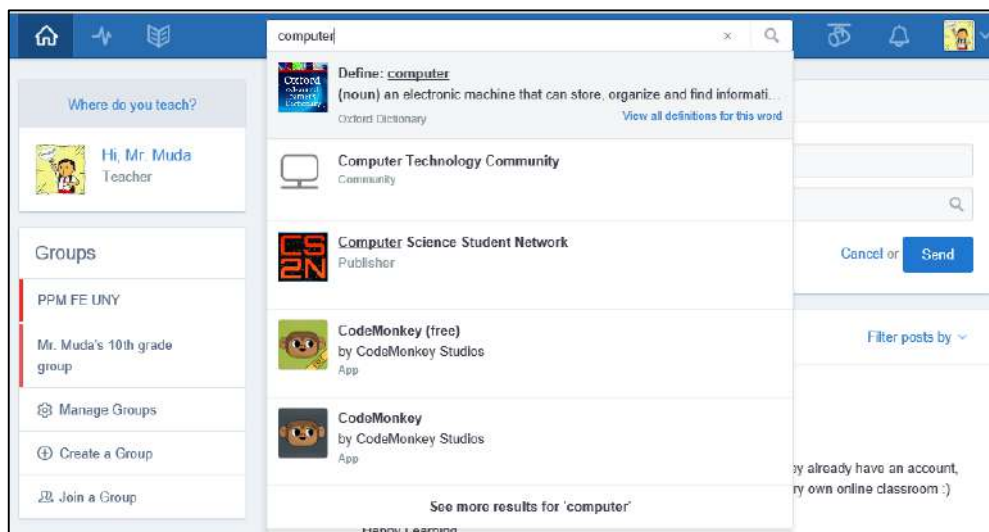 computer
×
Where do you teach?
Hi, Mr. Muda
Teacher
Groups
PPM FE UNY
Mr. Muda's 10th grade
group
Manage Groups
Create a Group
Join a Group
Define: computer
(noun) an electronic machine that can store, organize and find informati...
Oxford Dictionary
View all definitions for this word
Computer Technology Community
Community
CS2N
Computer Science Student Network
Publisher
CodeMonkey (free)
by CodeMonkey Studios
App
CodeMonkey
by CodeMonkey Studios
App
See more results for 'computer'
Happy Learning
Cancel or
Send
Filter posts by
y already have an account,
ry own online classroom :)